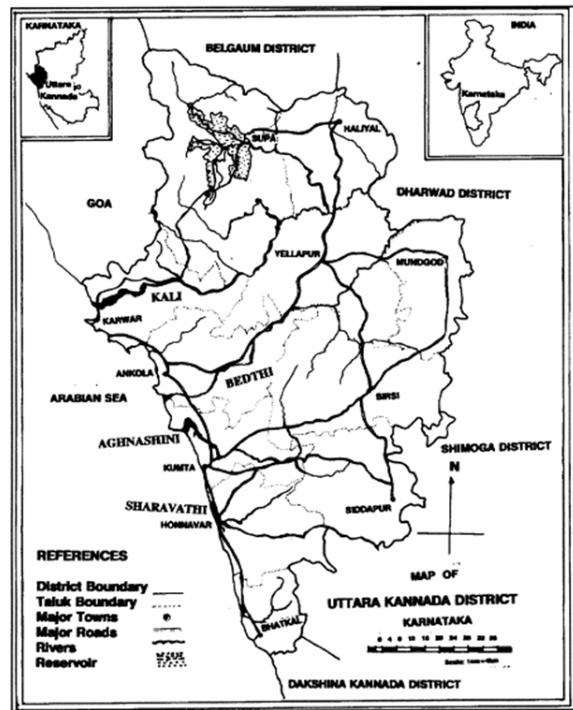 KARNATAKA
Uttara
Kannada
BELGAUM DISTRICT
INDIA
Karnataka
SUPA
HALIYAL
GOA
DHARWAD DISTRICT
YELLAPUR
MUNDGOD
KALI
KARWAR
ANKOLA
BEDTHI
ARABIAN SEA
SIRSI
AGHNASHINI
SHIMOGA DISTRICT
N
KUMTA
SHARAVATHI
SIDDAPUR
HONNAVAR
REFERENCES
District Boundary
Taluk Boundary
Major Towns
Major Roads
Rivers
Reservoir
MAP OF
UTTARA KANNADA DISTRICT
KARNATAKA
BHATKAL
DAKSHINA KANNADA DISTRICT